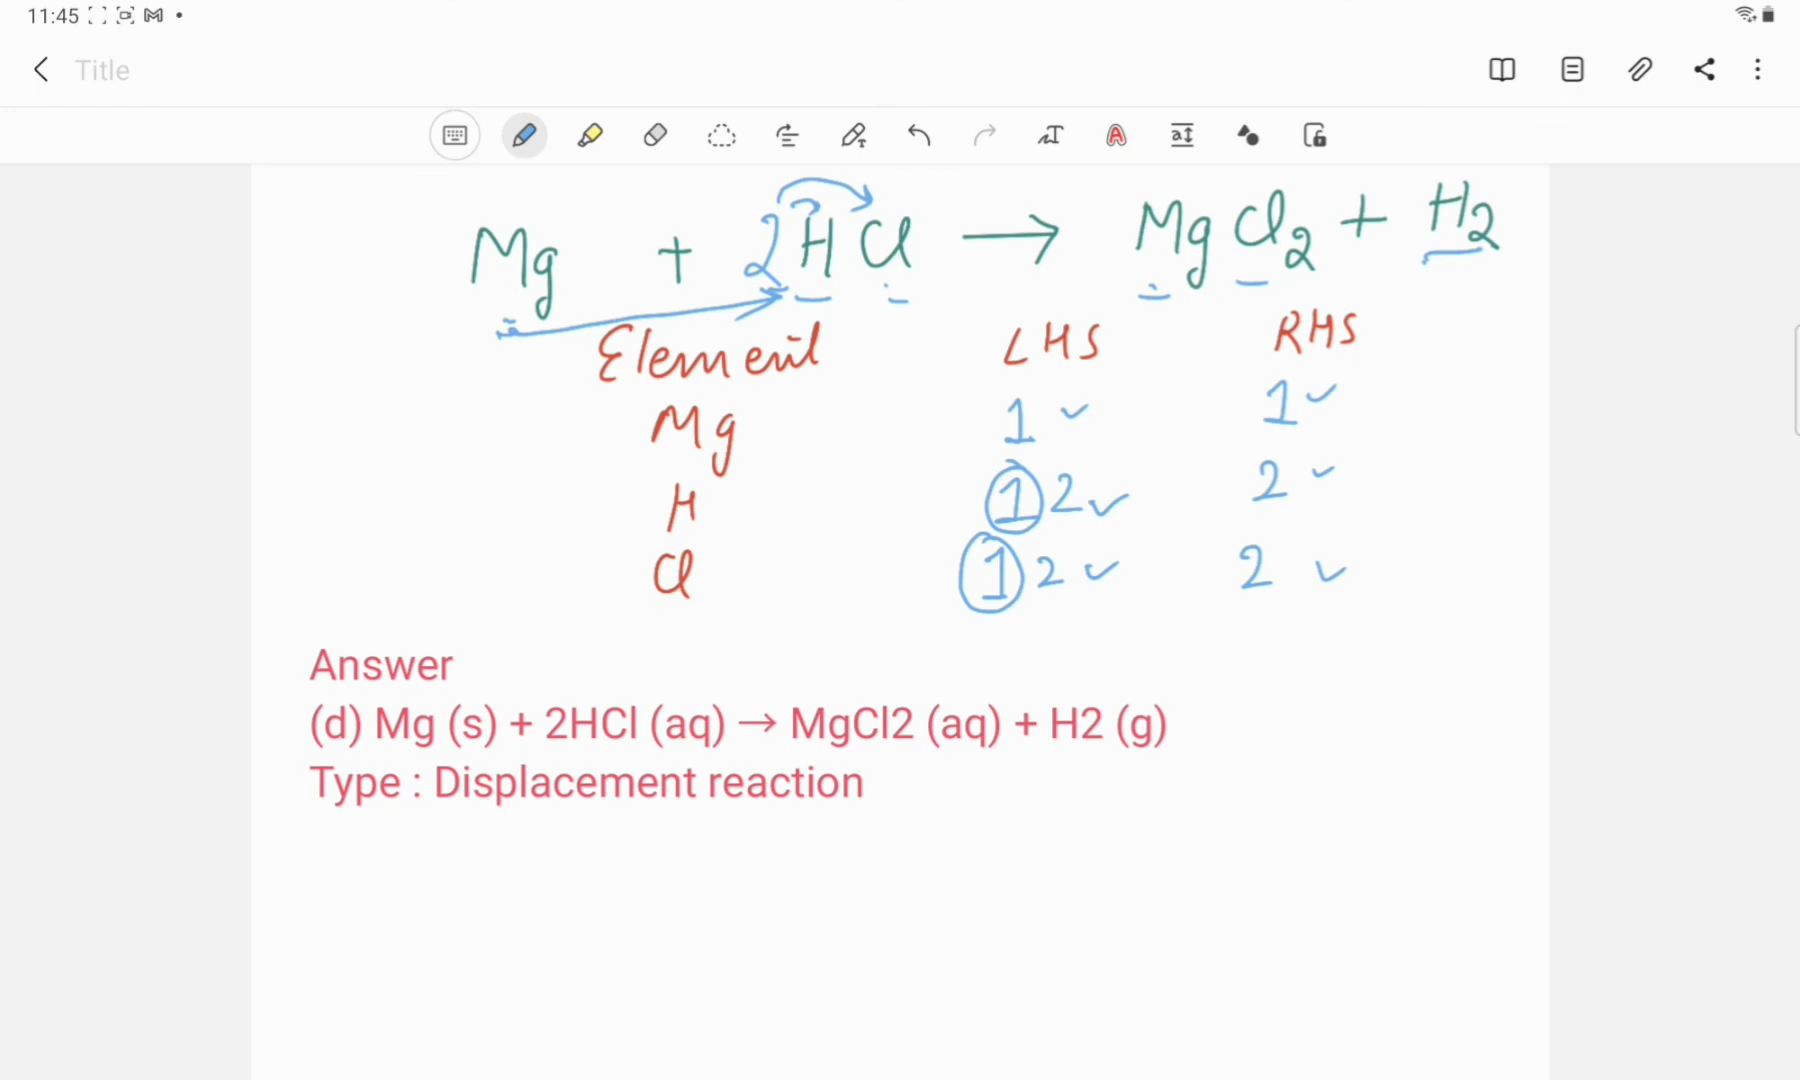 11:45
Title
Mg + 2HCl → MgCl2 + H2
Element LHS RHS
Mg 1 ✓ 1 ✓
H 1 2 ✓ 2 ✓
Cl 1 2 ✓ 2 ✓
Answer
(d) Mg (s) + 2HCl (aq) → MgCl2 (aq) + H2 (g)
Type : Displacement reaction